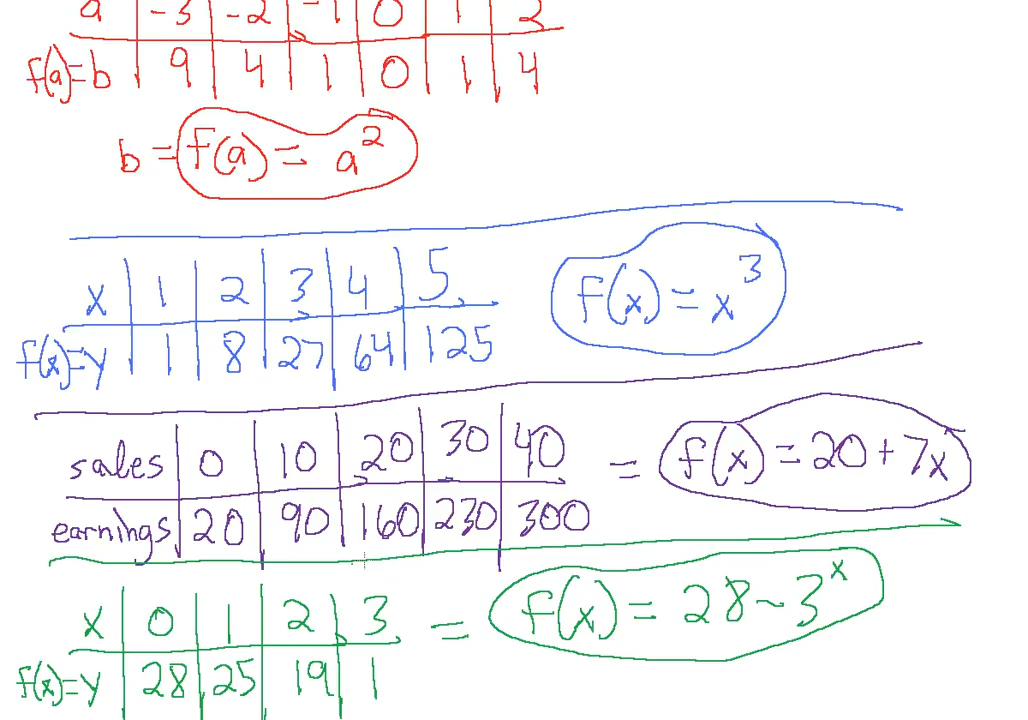 a -3 -2 -1 0 1 2
f(a)=b 9 4 1 0 1 4
b = f(a) = a²
x 1 2 3 4 5
f(x) = x³
f(x)=y 1 8 27 64 125
sales 0 10 20 30 40
= f(x) = 20 + 7x
earnings 20 90 160 230 300
x 0 1 2 3 = f(x) = 28 - 3ˣ
f(x)=y 28 25 19 1